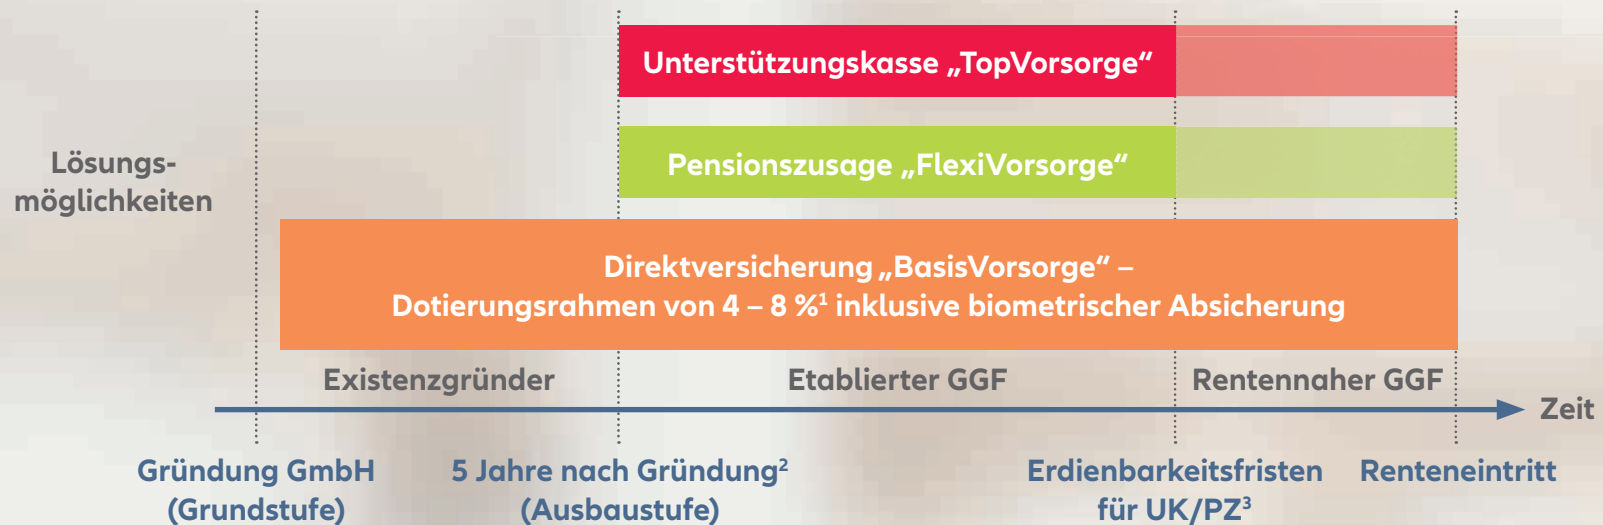 Unterstützungskasse „TopVorsorge“
Pensionszusage „FlexiVorsorge“
Lösungs-
möglichkeiten
Direktversicherung „BasisVorsorge“ –
Dotierungsrahmen von 4 – 8 %¹ inklusive biometrischer Absicherung
Existenzgründer
Etablierter GGF
Rentennaher GGF
Zeit
Gründung GmbH
(Grundstufe)
5 Jahre nach Gründung²
(Ausbaustufe)
Erdienbarkeitsfristen
für UK/PZ³
Renteneintritt